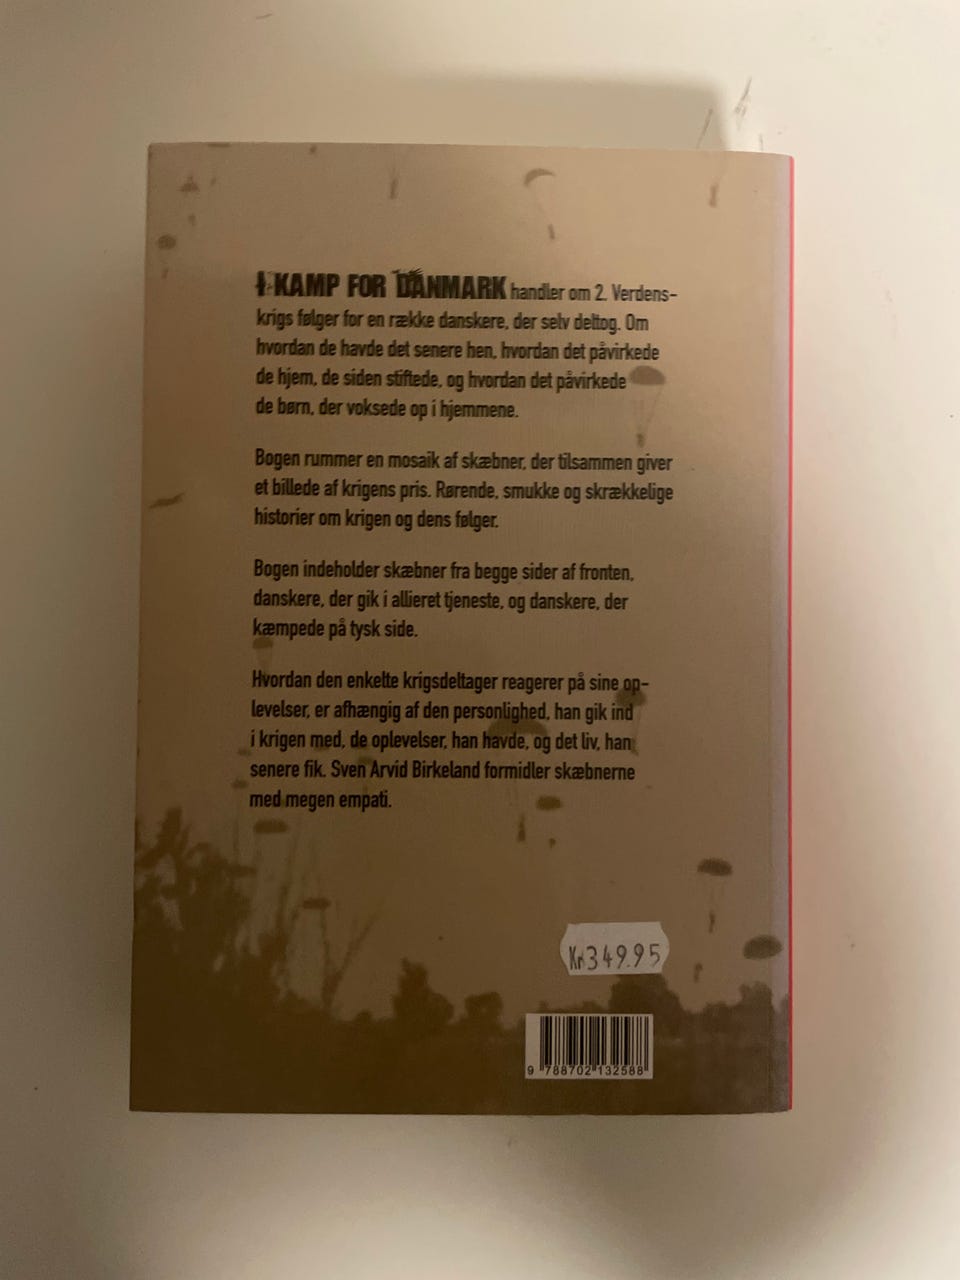 I KAMP FOR DANMARK handler om 2. Verdens-
krigs følger for en række danskere, der selv deltog. Om
hvordan de havde det senere hen, hvordan det påvirkede
de hjem, de siden stiftede, og hvordan det påvirkede
de børn, der voksede op i hjemmene.
Bogen rummer en mosaik af skæbner, der tilsammen giver
et billede af krigens pris. Rørende, smukke og skrækkelige
historier om krigen og dens følger.
Bogen indeholder skæbner fra begge sider af fronten,
danskere, der gik i allieret tjeneste, og danskere, der
kæmpede på tysk side.
Hvordan den enkelte krigsdeltager reagerer på sine op-
levelser, er afhængig af den personlighed, han gik ind
i krigen med, de oplevelser, han havde, og det liv, han
senere fik. Sven Arvid Birkeland formidler skæbnerne
med megen empati.
Kr 349.95
9 788702 132588